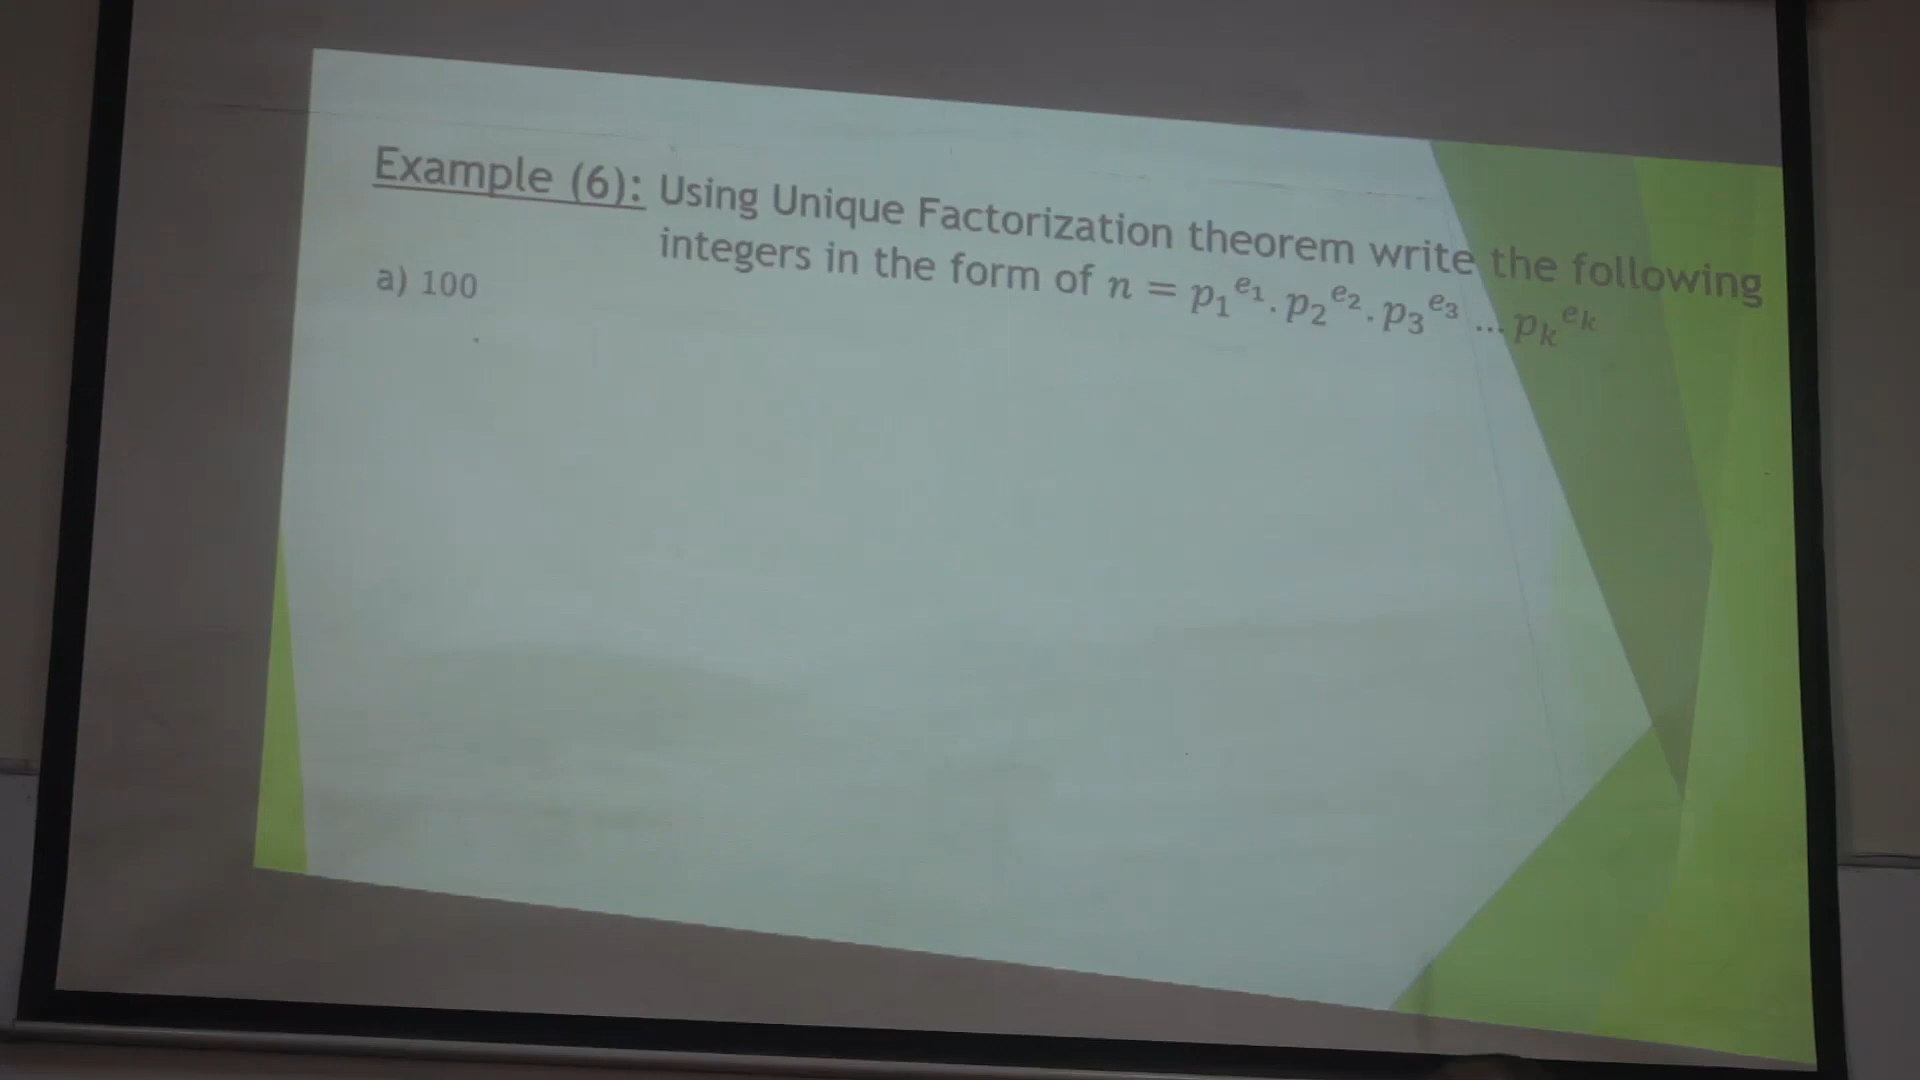 Example (6): Using Unique Factorization theorem write the following
integers in the form of n = p₁^e₁ . p₂^e₂ . p₃^e₃ ... pₖ^eₖ
a) 100